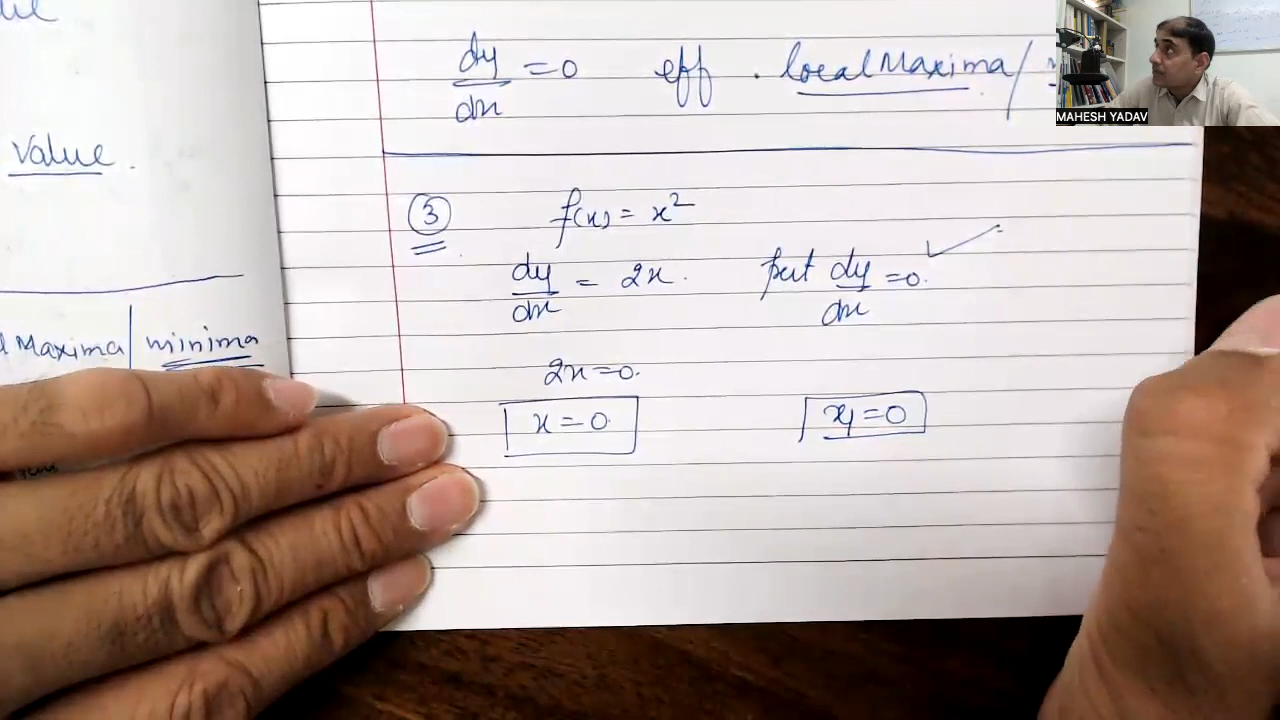 value.
Maxima | minima
dy/dx = 0 eff . local Maxima /
MAHESH YADAV
③ f(x) = x²
dy/dx = 2x. put dy/dx = 0.
2x = 0.
x = 0. x₁ = 0